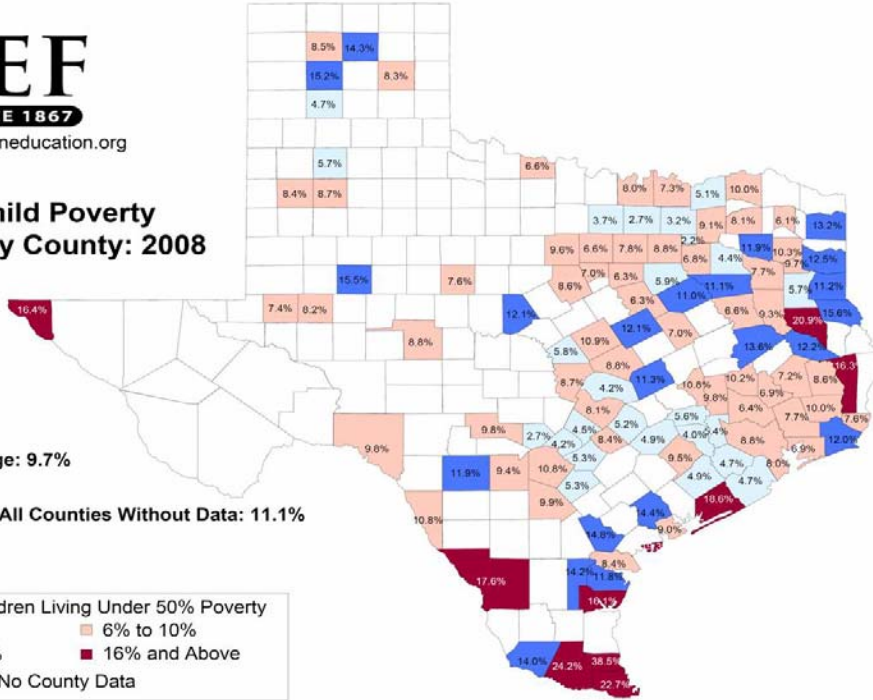 EF
E 1867
neducation.org
hild Poverty
y County: 2008
ge: 9.7%
All Counties Without Data: 11.1%
dren Living Under 50% Poverty
6% to 10%
%
16% and Above
No County Data
8.5% 14.3%
15.2% 8.3%
4.7%
5.7%
8.4% 8.7%
6.6%
8.0% 7.3% 5.1% 10.0%
3.7% 2.7% 3.2% 9.1% 8.1% 6.1% 13.2%
2.2%
9.6% 6.6% 7.8% 8.8% 6.8% 4.4% 11.9% 10.3% 9.7% 12.5%
15.5% 7.6% 8.6% 7.0% 6.3% 5.9% 11.1% 7.7% 5.7% 11.2%
16.4% 7.4% 8.2% 12.1% 6.3% 11.0% 6.6% 9.3% 20.9% 15.6%
8.8% 10.9% 12.1% 7.0% 13.6% 12.2%
5.8% 8.8% 16.3%
8.7% 4.2% 11.3% 10.8% 10.2% 7.2% 8.6%
9.8% 6.9%
8.1% 5.6% 6.4% 7.7% 10.0% 7.6%
9.8% 9.8% 2.7% 4.5% 5.2% 4.0% 5.4% 8.8% 12.0%
4.2% 8.4% 4.9% 6.9%
11.9% 9.4% 10.8% 5.3% 9.5% 4.7% 8.0%
5.3% 4.9% 4.7%
10.8% 9.9% 18.6%
14.4%
14.8% 9.0%
17.6% 14.2% 8.4%
11.8%
16.1%
14.0% 24.2% 38.5%
22.7%